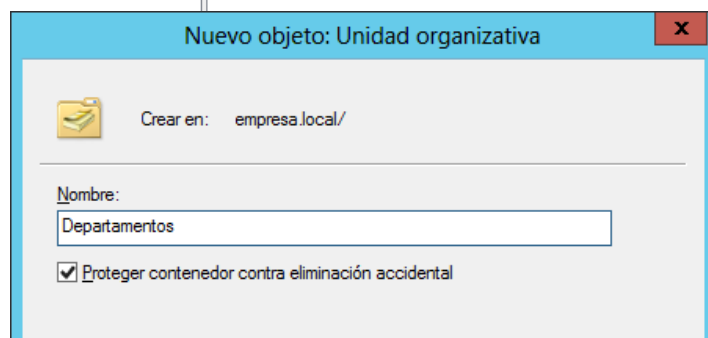 Nuevo objeto: Unidad organizativa
x
Crear en: empresa.local/
Nombre:
Departamentos
Proteger contenedor contra eliminación accidental